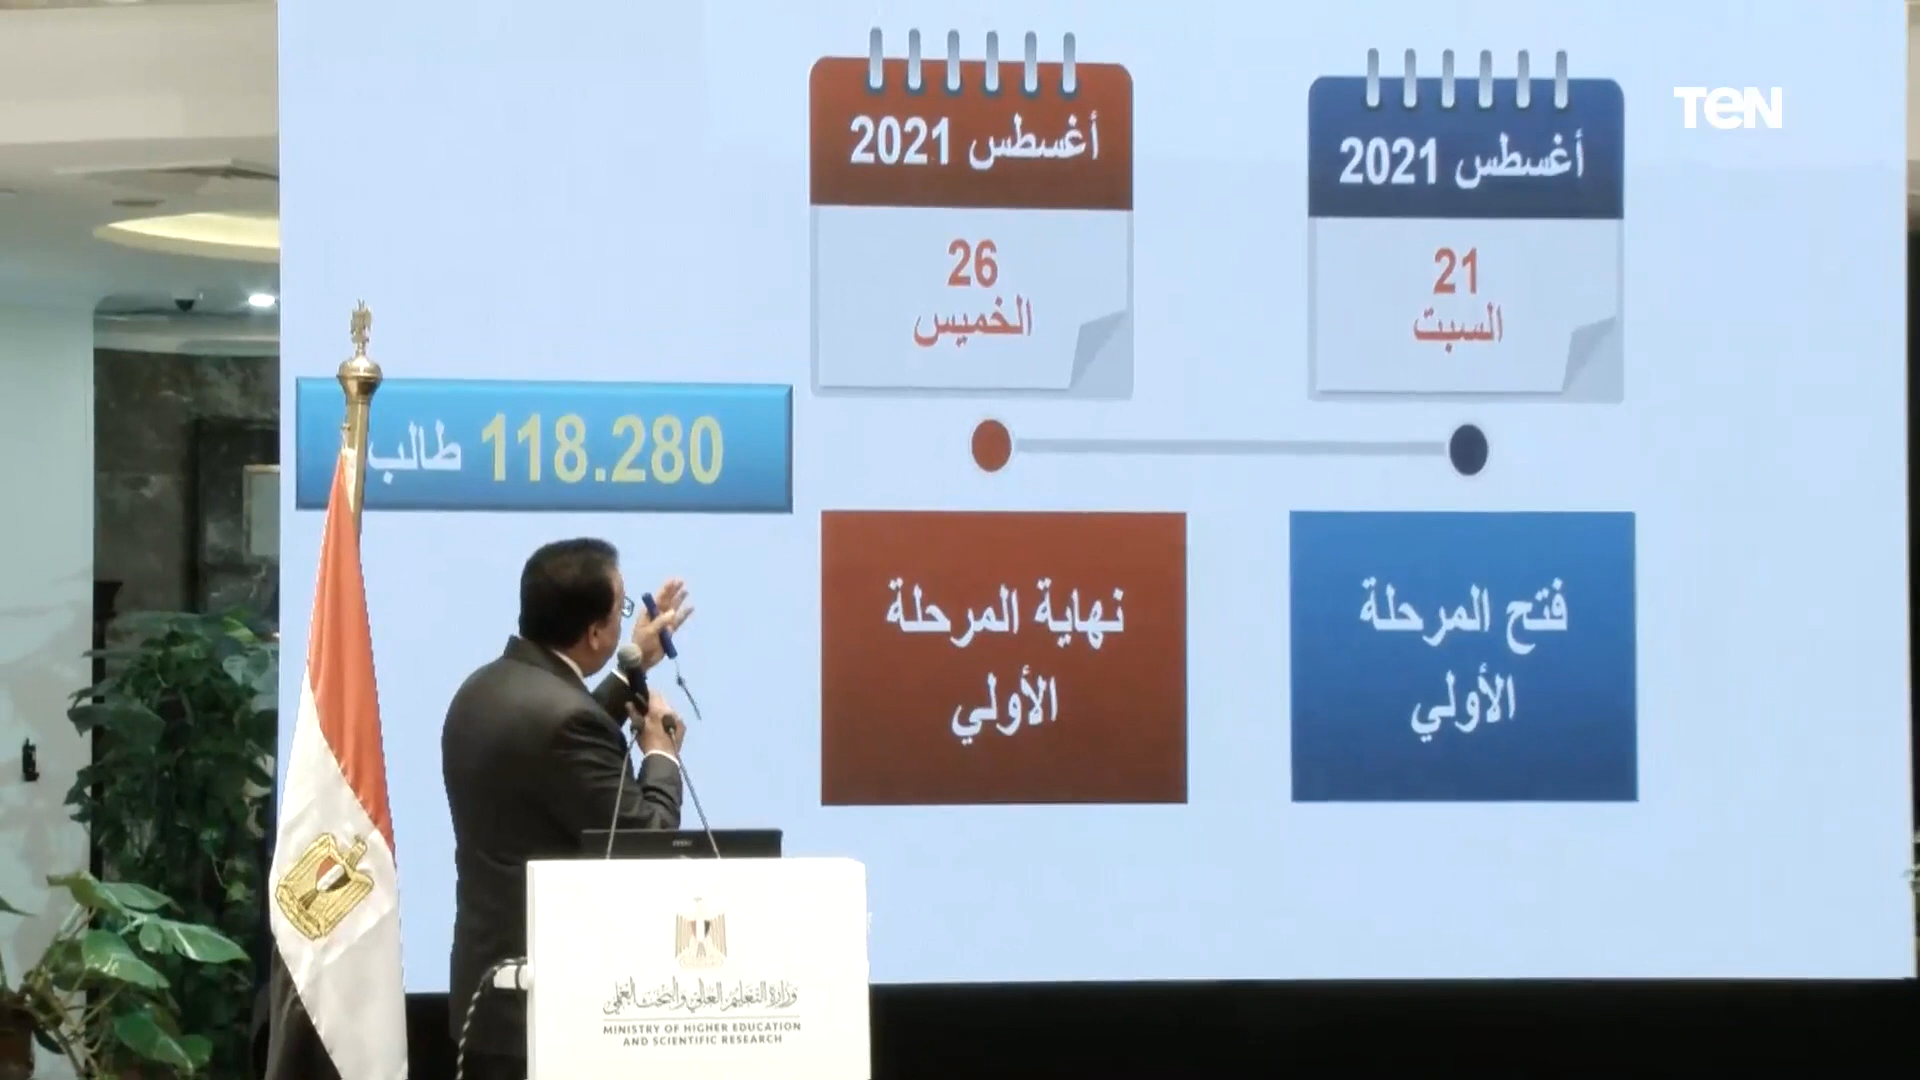 TeN
أغسطس 2021
21
السبت
أغسطس 2021
26
الخميس
118.280 طالب
فتح المرحلة
الأولي
نهاية المرحلة
الأولي
وزارة التعليم العالي والبحث العلمي
MINISTRY OF HIGHER EDUCATION
AND SCIENTIFIC RESEARCH